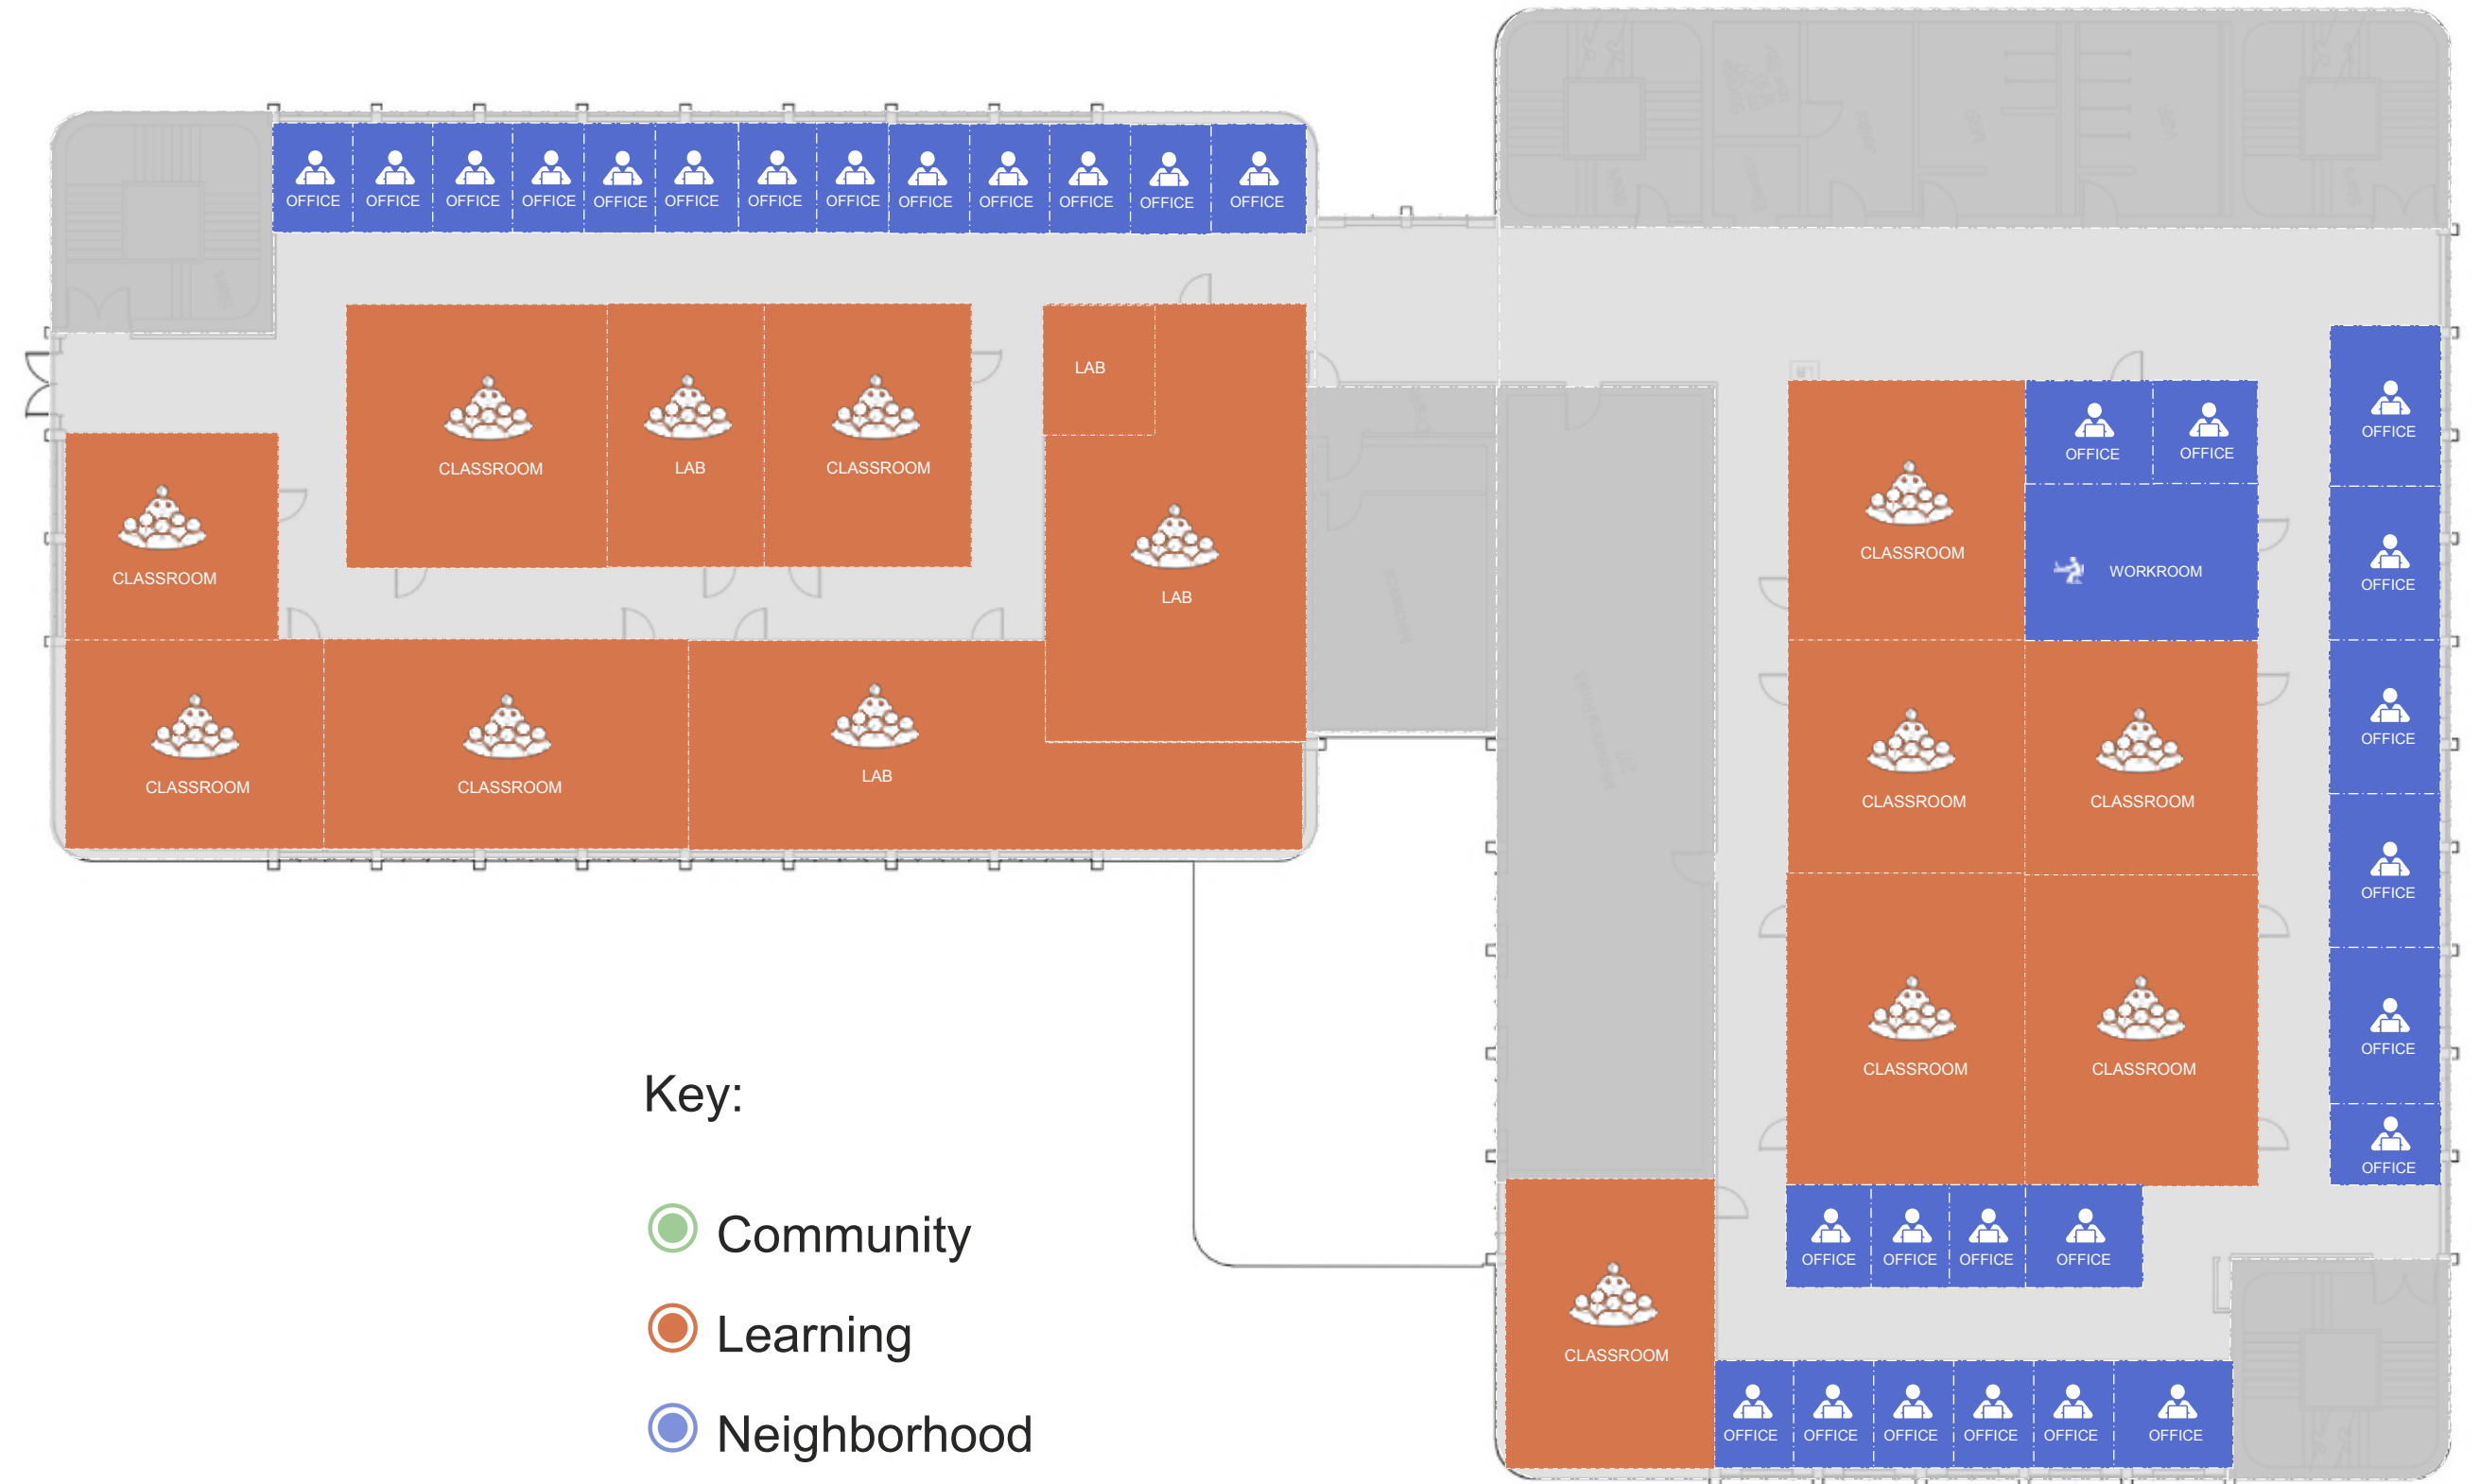 OFFICE OFFICE OFFICE OFFICE OFFICE OFFICE OFFICE OFFICE OFFICE OFFICE OFFICE OFFICE OFFICE
LAB
CLASSROOM LAB CLASSROOM
CLASSROOM
LAB
CLASSROOM CLASSROOM LAB
OFFICE
OFFICE OFFICE
CLASSROOM
WORKROOM
OFFICE
OFFICE
CLASSROOM CLASSROOM
OFFICE
OFFICE
CLASSROOM CLASSROOM
OFFICE
OFFICE OFFICE OFFICE OFFICE
CLASSROOM
OFFICE OFFICE OFFICE OFFICE OFFICE OFFICE
Key:
Community
Learning
Neighborhood